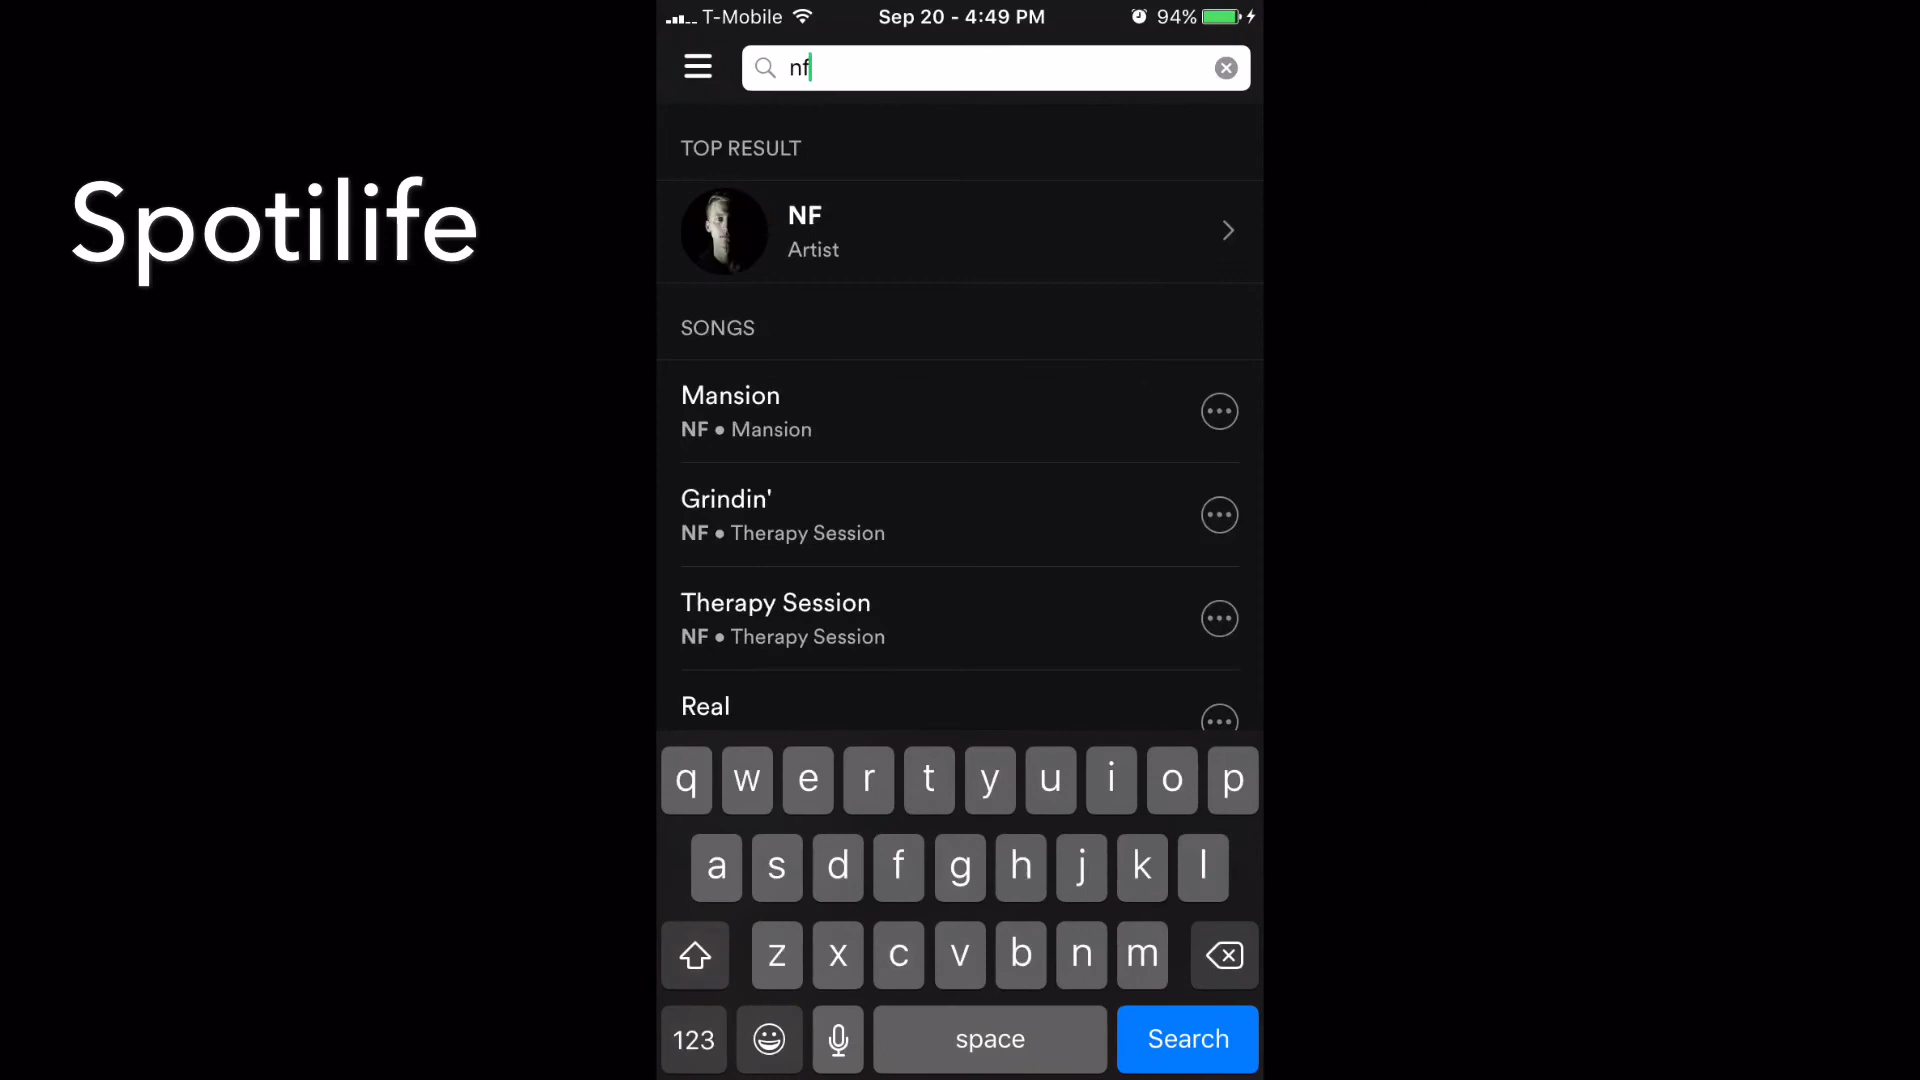 T-Mobile Sep 20 - 4:49 PM 94%
nf
Spotilife
TOP RESULT
NF
Artist
SONGS
Mansion
NF • Mansion
Grindin'
NF • Therapy Session
Therapy Session
NF • Therapy Session
Real
q w e r t y u i o p
a s d f g h j k l
z x c v b n m
123 space Search